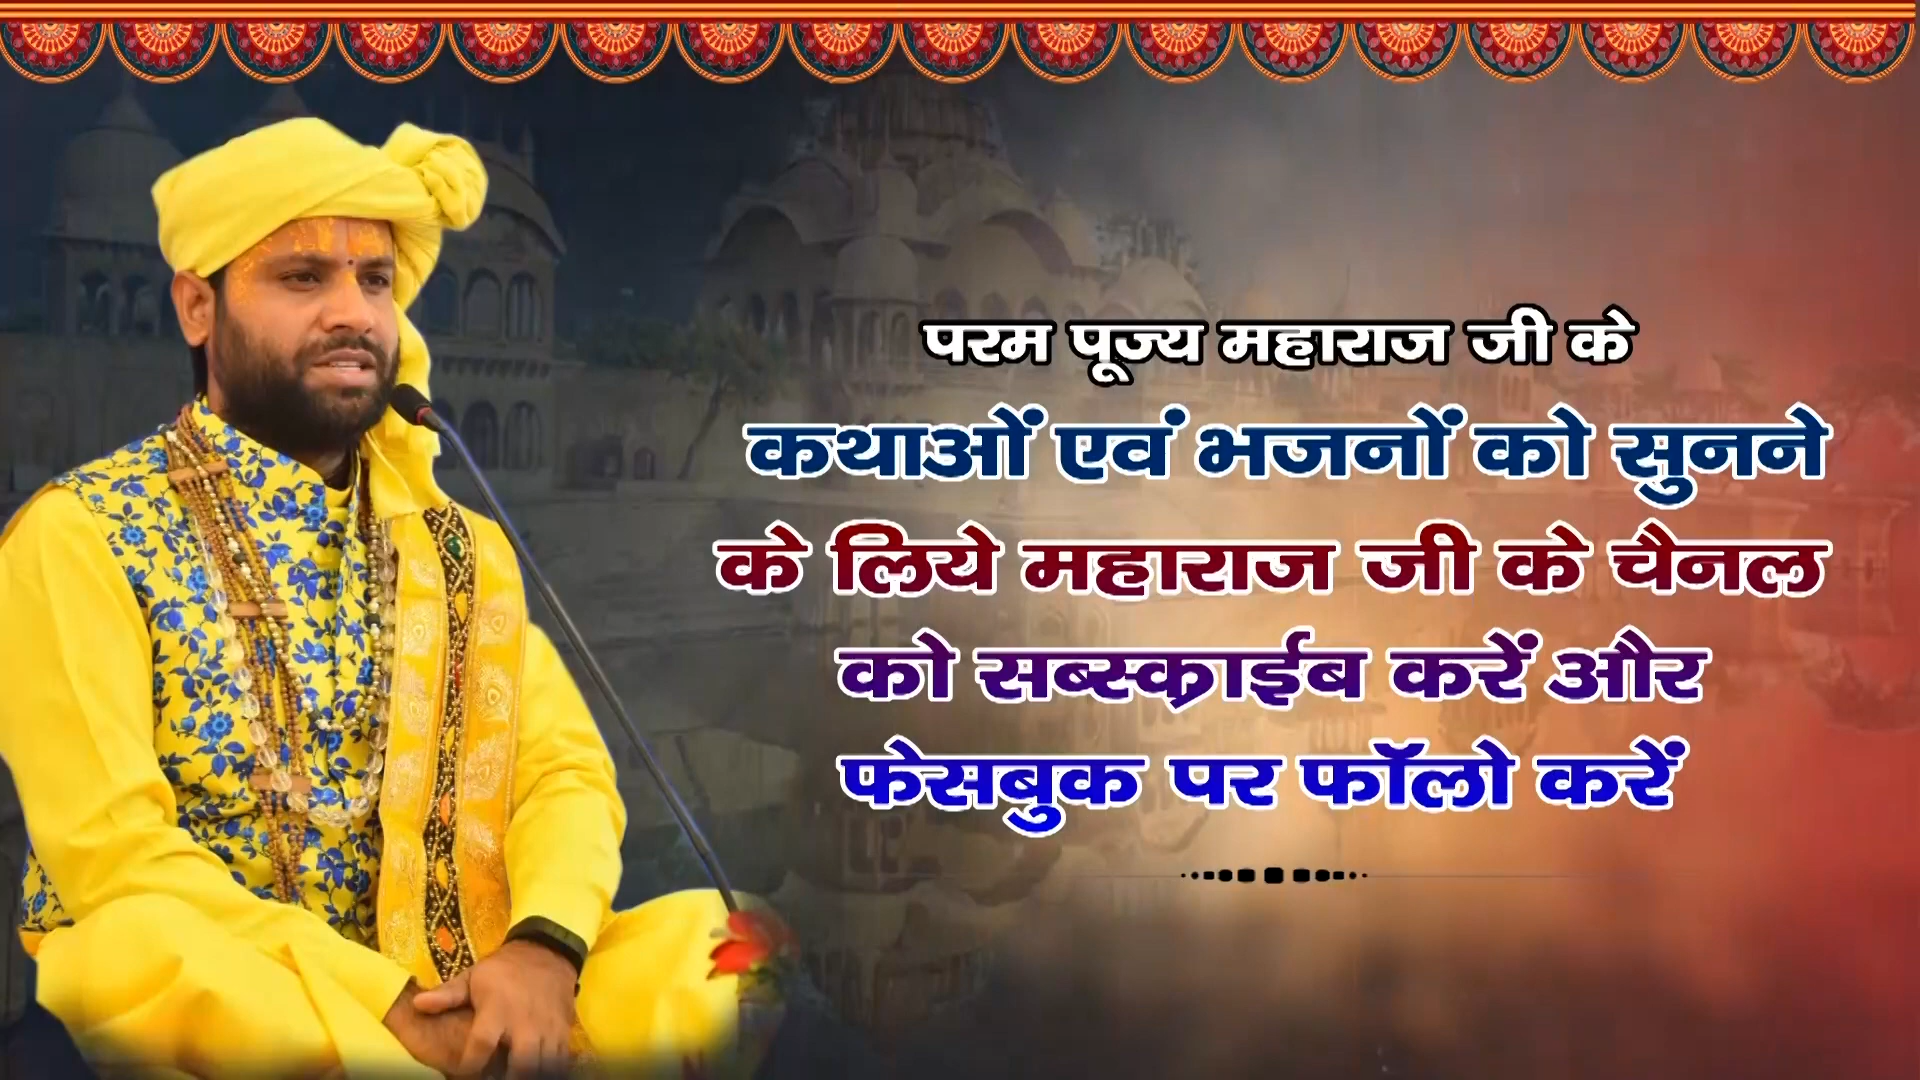 परम पूज्य महाराज जी के
कथाओं एवं भजनों को सुनने
के लिये महाराज जी के चैनल
को सब्स्क्राईब करें और
फेसबुक पर फॉलो करें